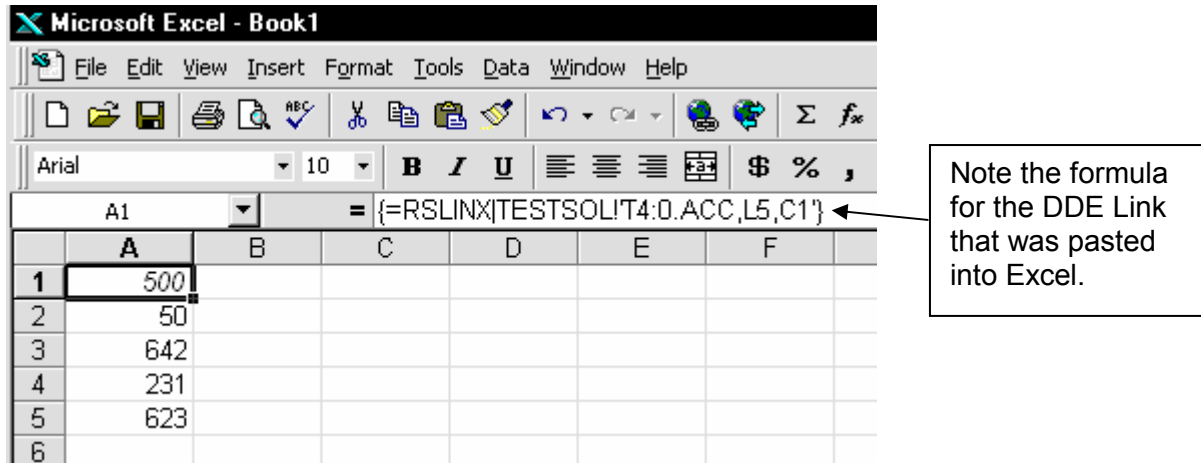 Microsoft Excel - Book1
File Edit View Insert Format Tools Data Window Help
ABC Σ fx
Arial 10 B I U a $ % ,
A1 = {=RSLINX|TESTSOL!'T4:0.ACC,L5,C1'}
Note the formula
for the DDE Link
that was pasted
into Excel.
A B C D E F
1 500
2 50
3 642
4 231
5 623
6